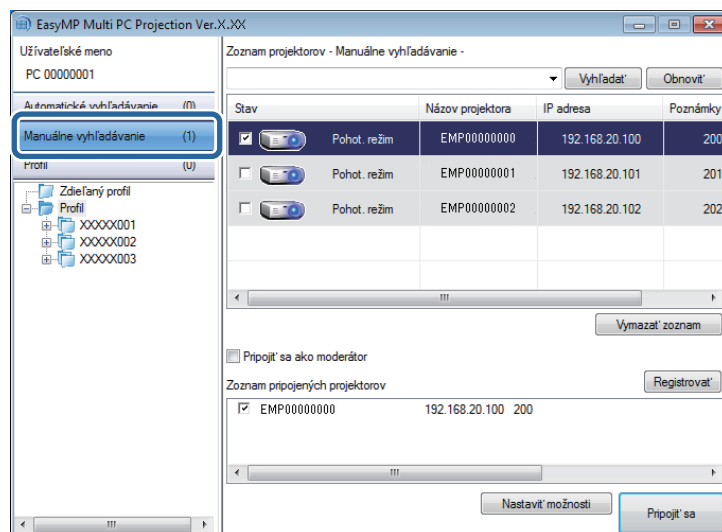 EasyMP Multi PC Projection Ver.X.XX
Užívateľské meno
PC 00000001
Automatické vyhľadávanie (0)
Manuálne vyhľadávanie (1)
Profil (0)
Zdieľaný profil
Profil
XXXXX001
XXXXX002
XXXXX003
Zoznam projektorov - Manuálne vyhľadávanie -
Vyhľadať Obnoviť
Stav Názov projektora IP adresa Poznámky
Pohot. režim EMP00000000 192.168.20.100 200
Pohot. režim EMP00000001 192.168.20.101 201
Pohot. režim EMP00000002 192.168.20.102 202
Vymazať zoznam
Pripojiť sa ako moderátor
Zoznam pripojených projektorov Registrovať
EMP00000000 192.168.20.100 200
Nastaviť možnosti Pripojiť sa